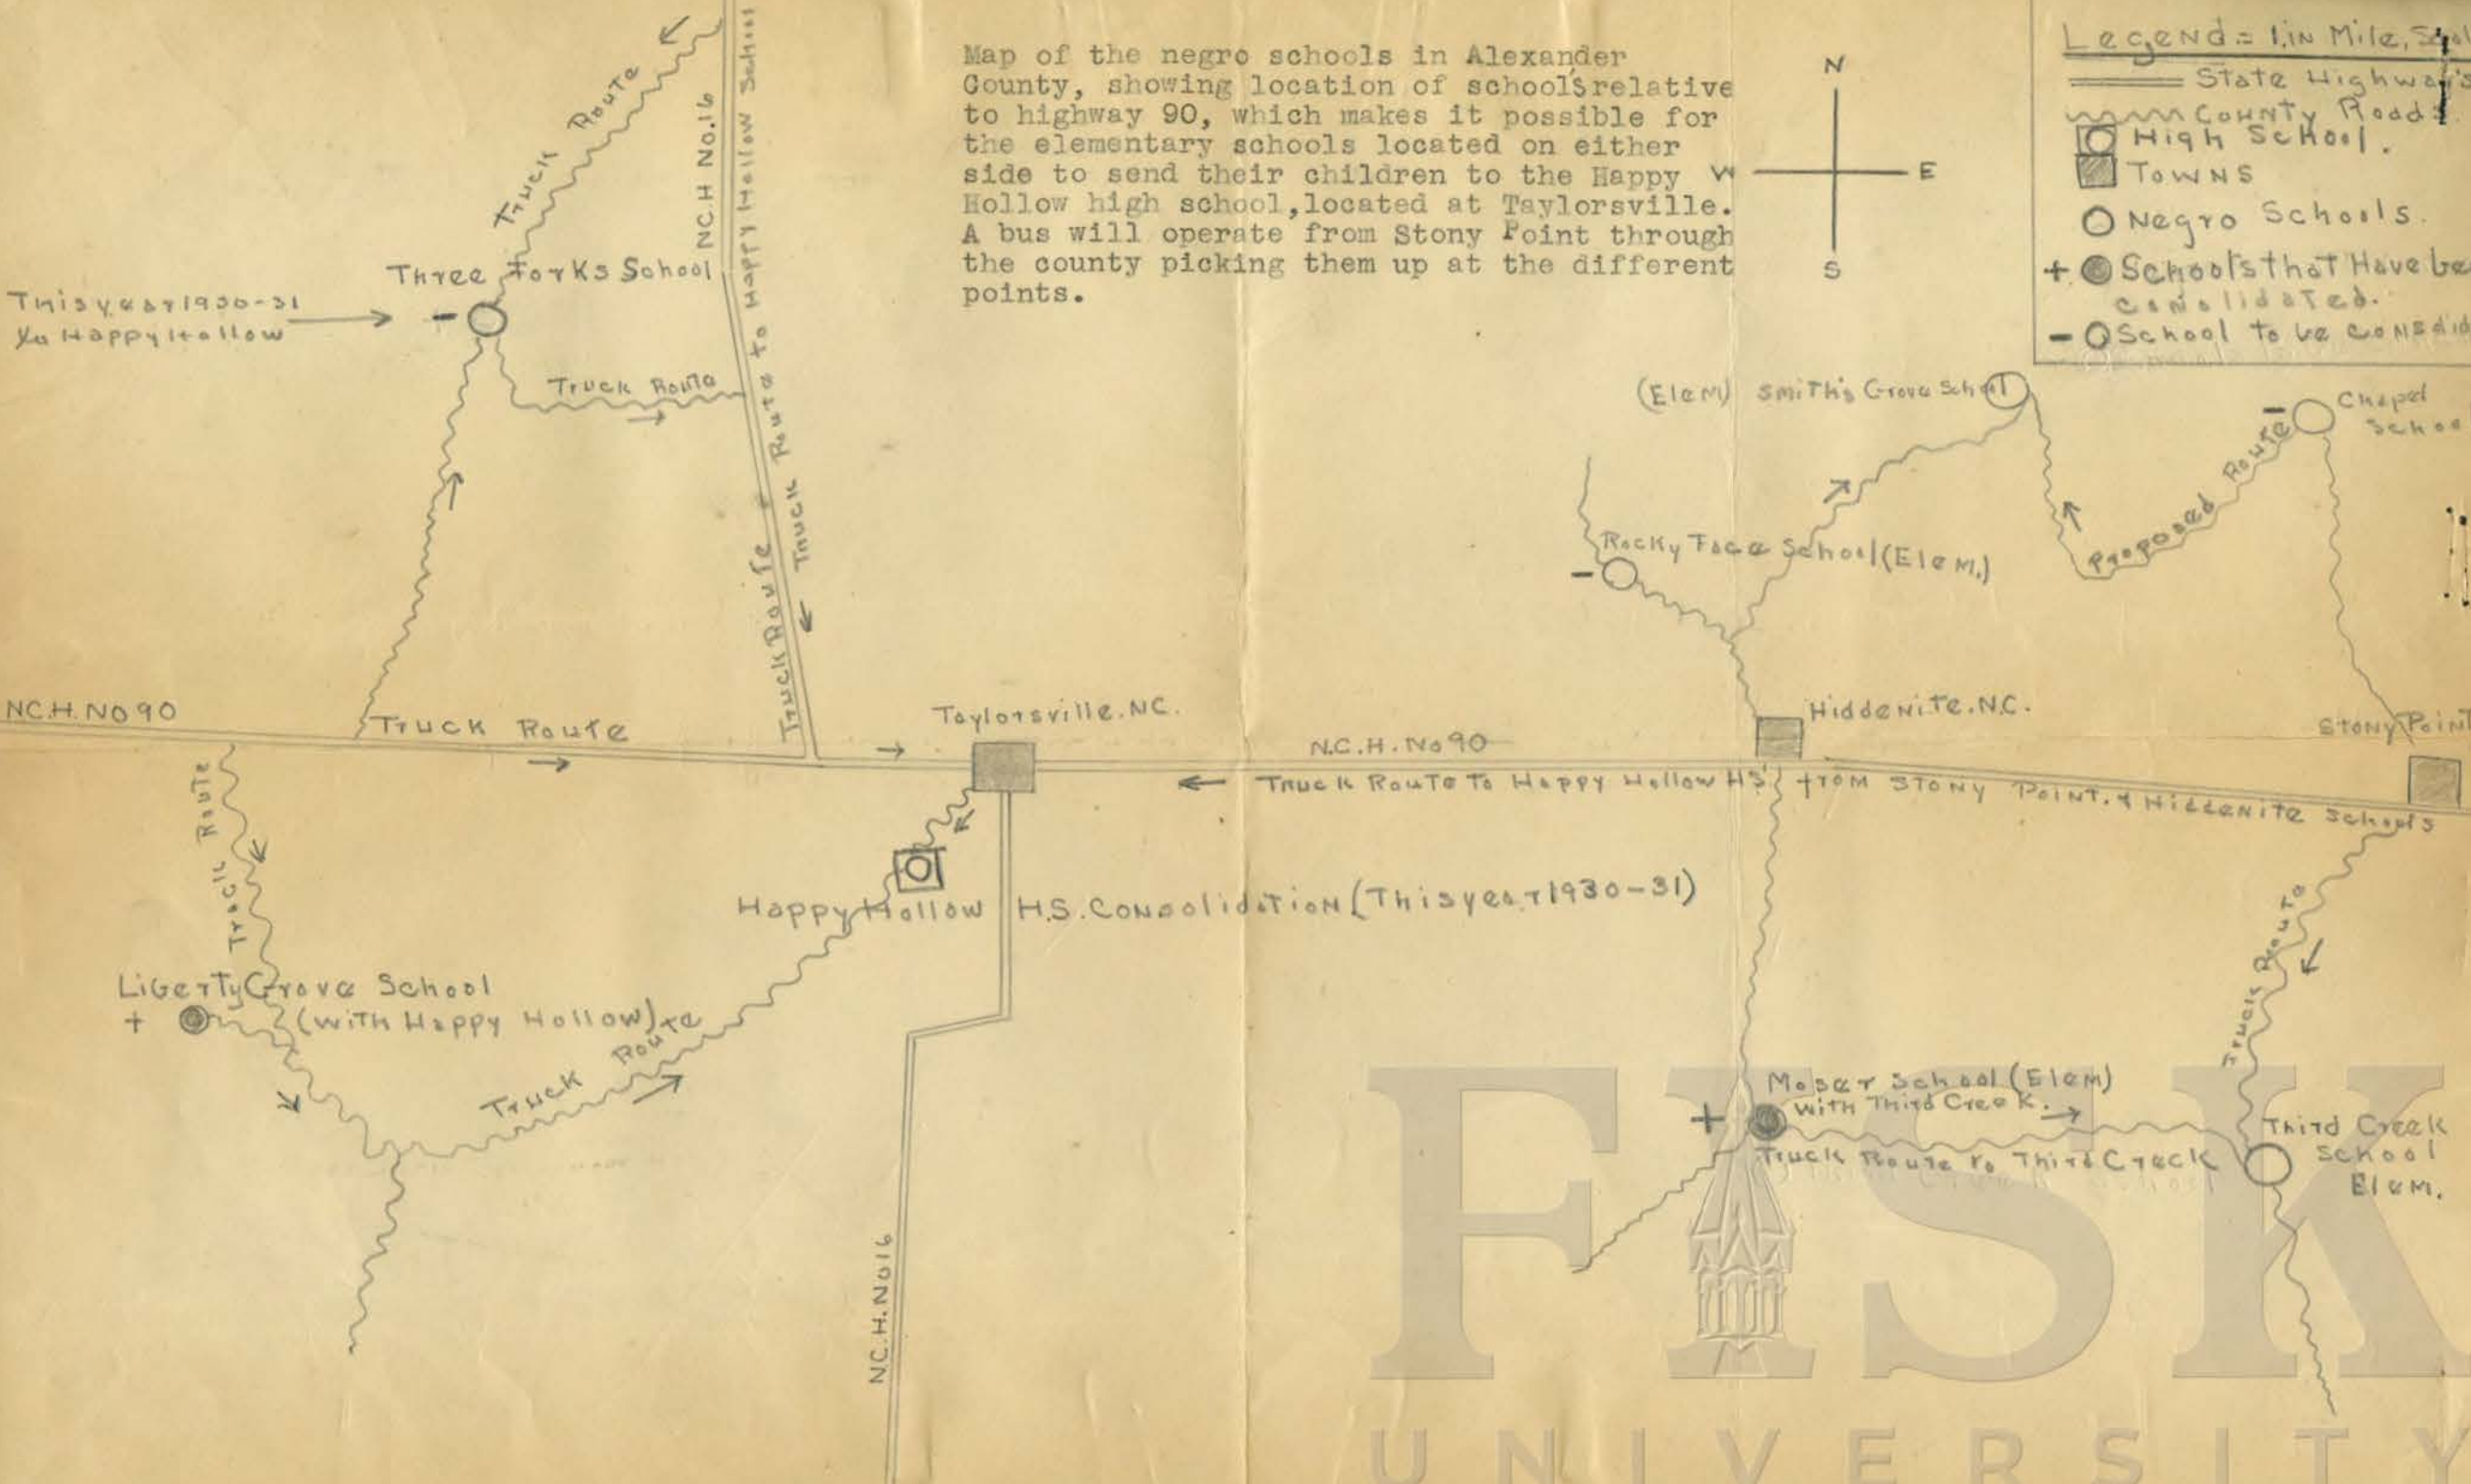 Map of the negro schools in Alexander
County, showing location of school's relative
to highway 90, which makes it possible for
the elementary schools located on either
side to send their children to the Happy
Hollow high school, located at Taylorsville.
A bus will operate from Stony Point through
the county picking them up at the different
points.
N
W
E
S
Legend = 1.in Mile,
State Highways
County Roads.
High School.
Towns
Negro Schools.
+ Schools that Have be
consolidated.
- School to be
Truck Route
NC.H No.16
Truck Route to Happy Hollow School
Three Forks School
This year 1930-31
to Happy Hollow
-
Truck Route
Truck Route
(Elem) Smith's Grove School
-
Chapel
Schoo
Proposed Route
Rocky Face School (Elem.)
-
NC.H. No 90
Truck Route
Taylorsville. NC.
N.C.H. No 90
Hiddenite. N.C.
Stony Point
Truck Route To Happy Hollow HS from Stony Point. & Hiddenite Schools
Truck Route
Happy Hollow H.S. Consolidation (This year 1930-31)
Liberty Grove School
+ (with Happy Hollow)
Truck Route
Truck Route
Moser School (Elem)
+ with Third Creek.
Truck Route to Third Creek
Third Creek
School
Elem.
NC.H. No 16
FISK
UNIVERSITY